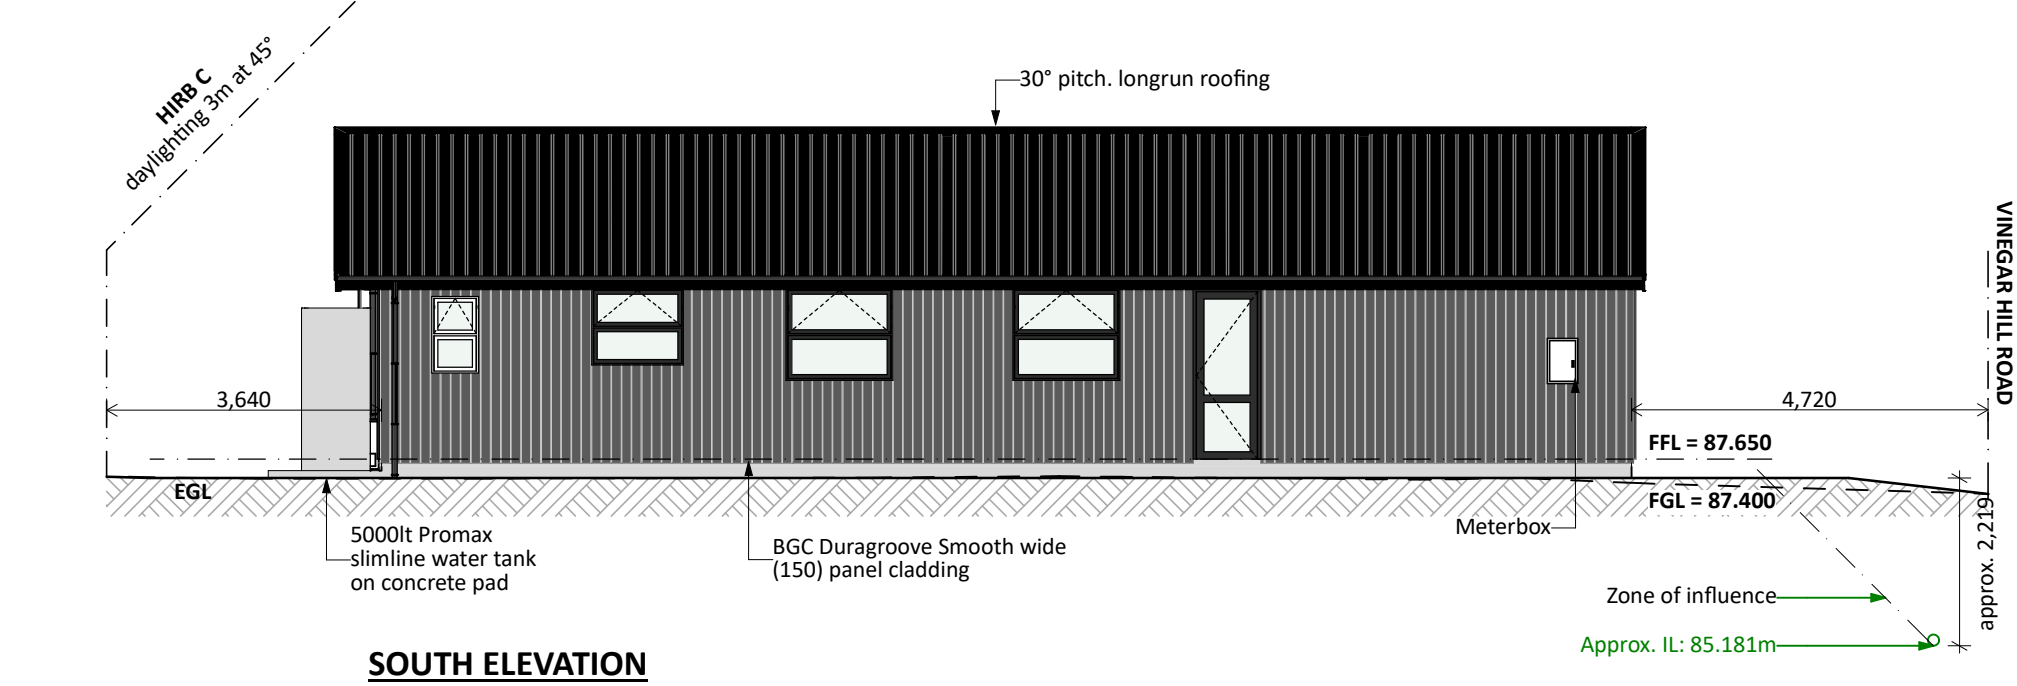 HIRB C
daylighting 3m at 45°
30° pitch. longrun roofing
VINEGAR HILL ROAD
3,640
4,720
FFL = 87.650
EGL
FGL = 87.400
approx. 2,219
5000lt Promax
slimline water tank
on concrete pad
BGC Duragroove Smooth wide
(150) panel cladding
Meterbox
Zone of influence
Approx. IL: 85.181m
SOUTH ELEVATION